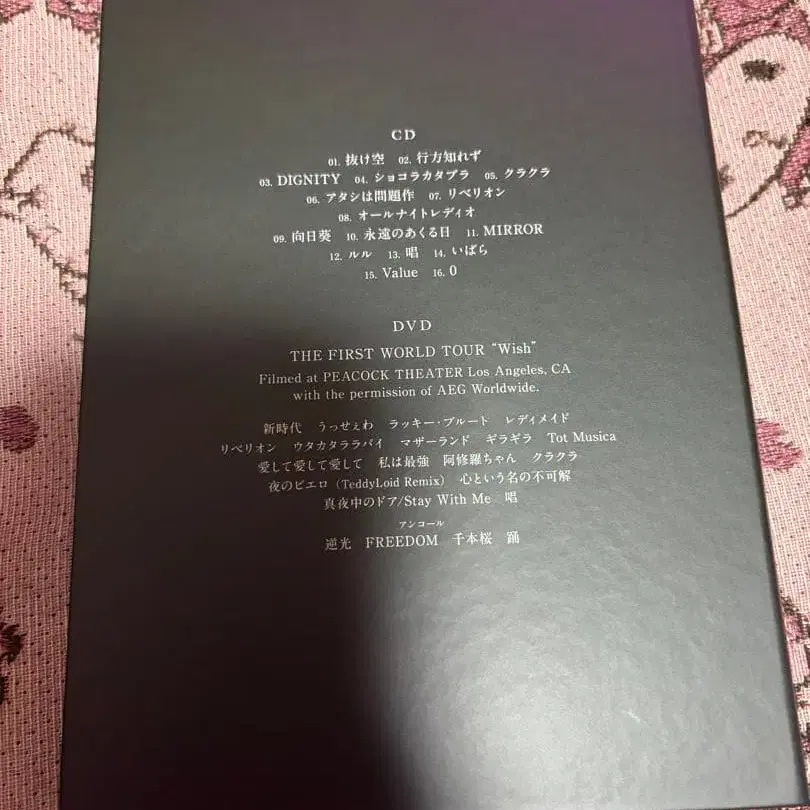 CD
01. 抜け空 02. 行方知れず
03. DIGNITY 04. ショコラカタブラ 05. クラクラ
06. アタシは問題作 07. リベリオン
08. オールナイトレディオ
09. 向日葵 10. 永遠のあくる日 11. MIRROR
12. ルル 13. 唱 14. いばら
15. Value 16. 0
DVD
THE FIRST WORLD TOUR “Wish”
Filmed at PEACOCK THEATER Los Angeles, CA
with the permission of AEG Worldwide.
新時代 うっせぇわ ラッキー・ブルート レディメイド
リベリオン ウタカタララバイ マザーランド ギラギラ Tot Musica
愛して愛して愛して 私は最強 阿修羅ちゃん クラクラ
夜のピエロ (TeddyLoid Remix) 心という名の不可解
真夜中のドア/Stay With Me 唱
アンコール
逆光 FREEDOM 千本桜 踊